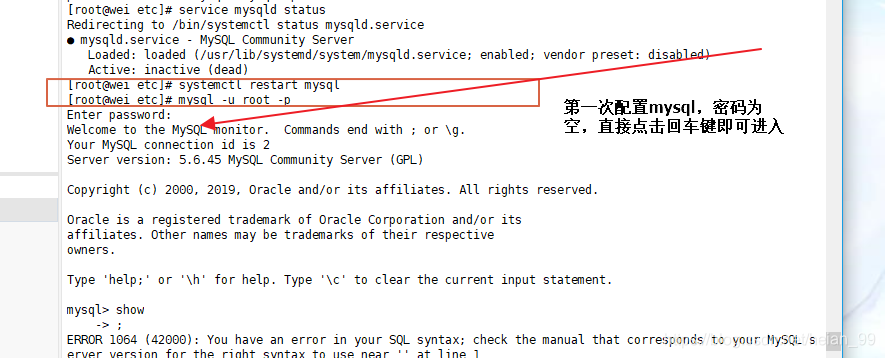 [root@wei etc]# service mysqld status
Redirecting to /bin/systemctl status mysqld.service
● mysqld.service - MySQL Community Server
Loaded: loaded (/usr/lib/systemd/system/mysqld.service; enabled; vendor preset: disabled)
Active: inactive (dead)
[root@wei etc]# systemctl restart mysql
[root@wei etc]# mysql -u root -p
Enter password:
Welcome to the MySQL monitor.  Commands end with ; or \g.
Your MySQL connection id is 2
Server version: 5.6.45 MySQL Community Server (GPL)
第一次配置mysql，密码为
空，直接点击回车键即可进入
Copyright (c) 2000, 2019, Oracle and/or its affiliates. All rights reserved.
Oracle is a registered trademark of Oracle Corporation and/or its
affiliates. Other names may be trademarks of their respective
owners.
Type 'help;' or '\h' for help. Type '\c' to clear the current input statement.
mysql> show
-> ;
ERROR 1064 (42000): You have an error in your SQL syntax; check the manual that corresponds to your MySQL s
erver version for the right syntax to use near '' at line 1